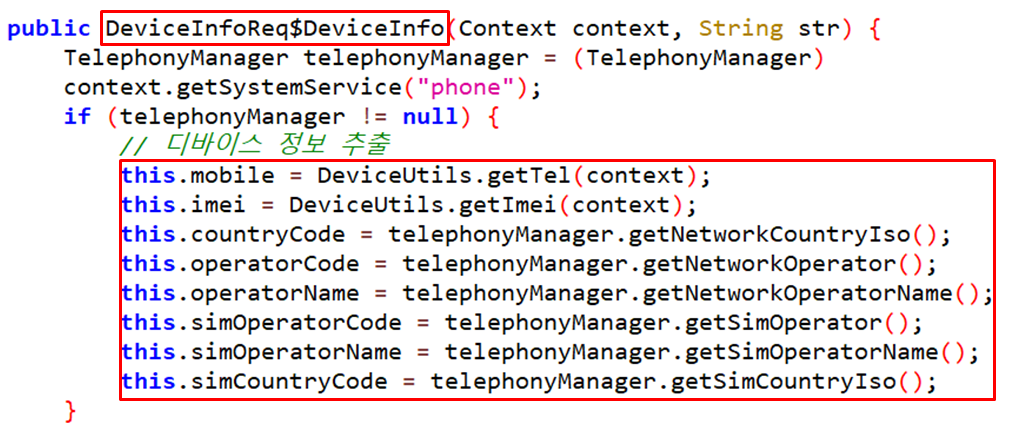 public DeviceInfoReq$DeviceInfo(Context context, String str) {
    TelephonyManager telephonyManager = (TelephonyManager)
    context.getSystemService("phone");
    if (telephonyManager != null) {
        // 디바이스 정보 추출
        this.mobile = DeviceUtils.getTel(context);
        this.imei = DeviceUtils.getImei(context);
        this.countryCode = telephonyManager.getNetworkCountryIso();
        this.operatorCode = telephonyManager.getNetworkOperator();
        this.operatorName = telephonyManager.getNetworkOperatorName();
        this.simOperatorCode = telephonyManager.getSimOperator();
        this.simOperatorName = telephonyManager.getSimOperatorName();
        this.simCountryCode = telephonyManager.getSimCountryIso();
    }